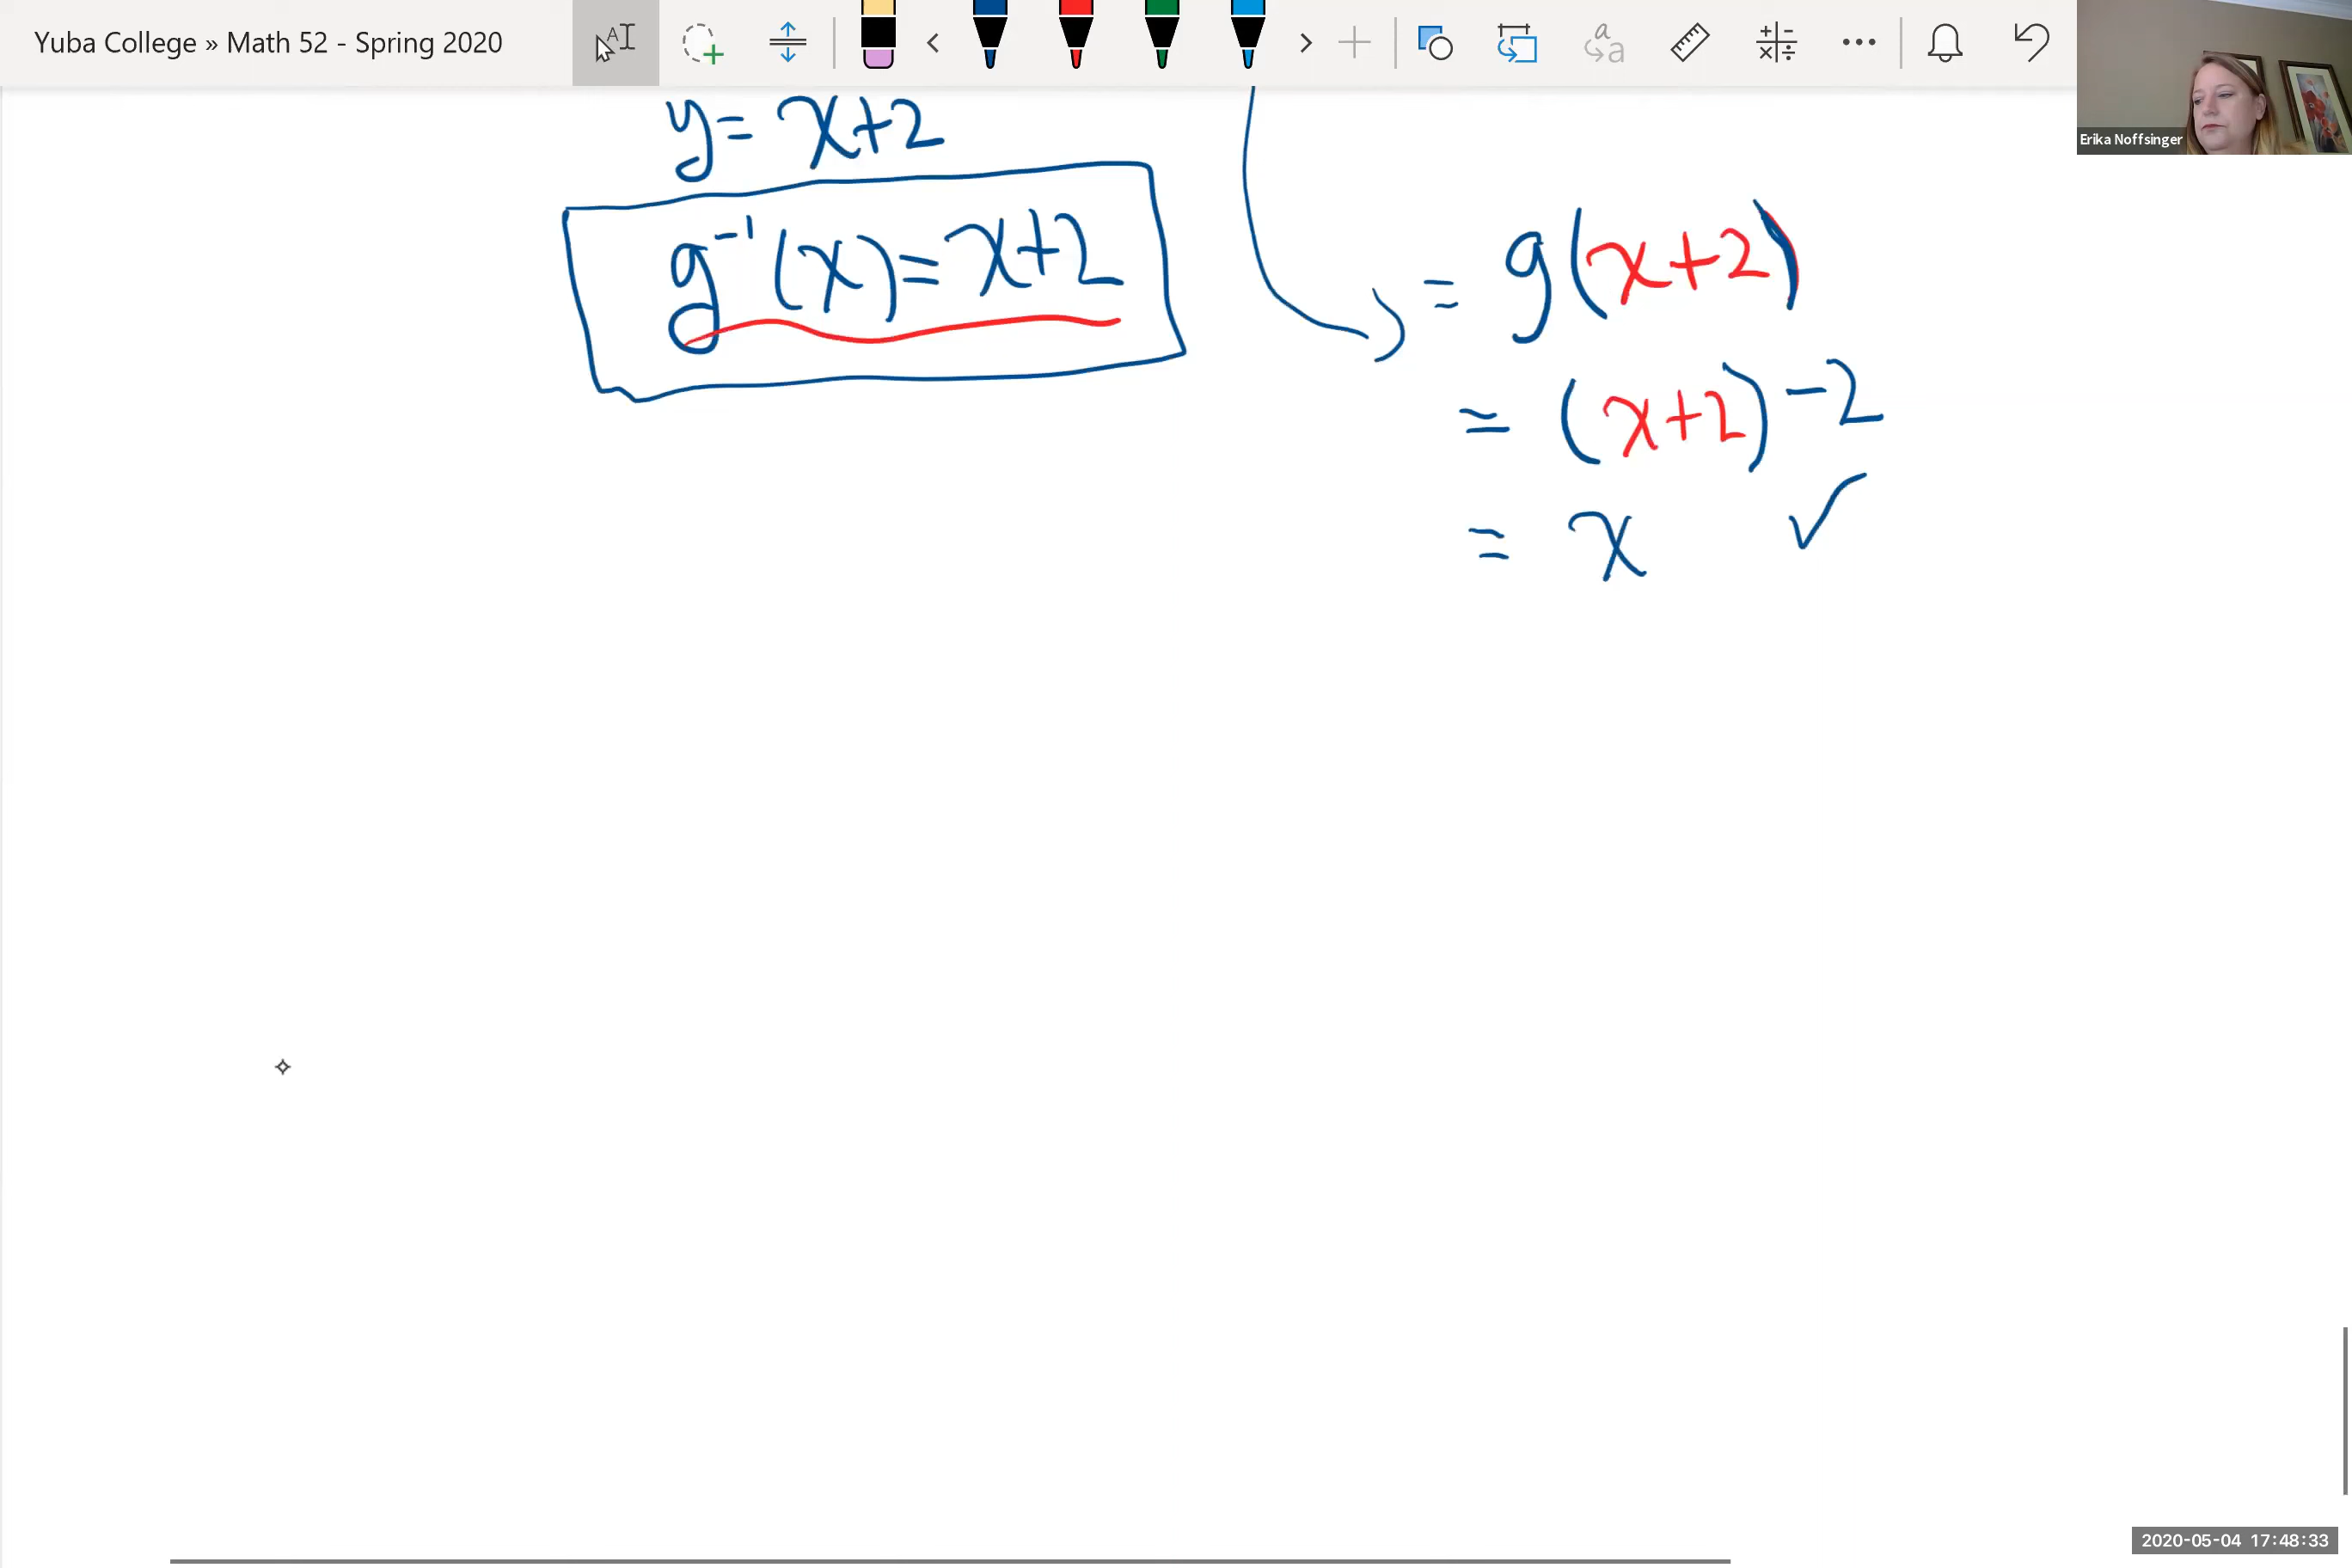 Yuba College » Math 52 - Spring 2020
Erika Noffsinger
y = x+2
g⁻¹(x) = x+2
= g(x+2)
= (x+2) -2
= x ✓
2020-05-04 17:48:33